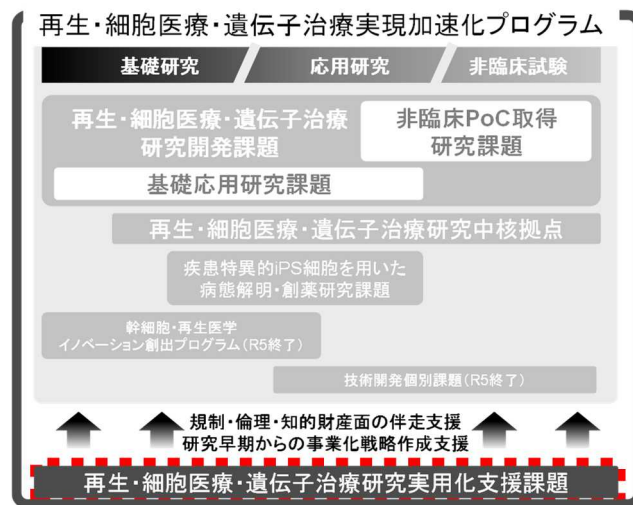 再生・細胞医療・遺伝子治療実現加速化プログラム
基礎研究
応用研究
非臨床試験
再生・細胞医療・遺伝子治療
研究開発課題
非臨床PoC取得
研究課題
基礎応用研究課題
再生・細胞医療・遺伝子治療研究中核拠点
疾患特異的iPS細胞を用いた
病態解明・創薬研究課題
幹細胞・再生医学
イノベーション創出プログラム(R5終了)
技術開発個別課題(R5終了)
規制・倫理・知的財産面の伴走支援
研究早期からの事業化戦略作成支援
再生・細胞医療・遺伝子治療研究実用化支援課題